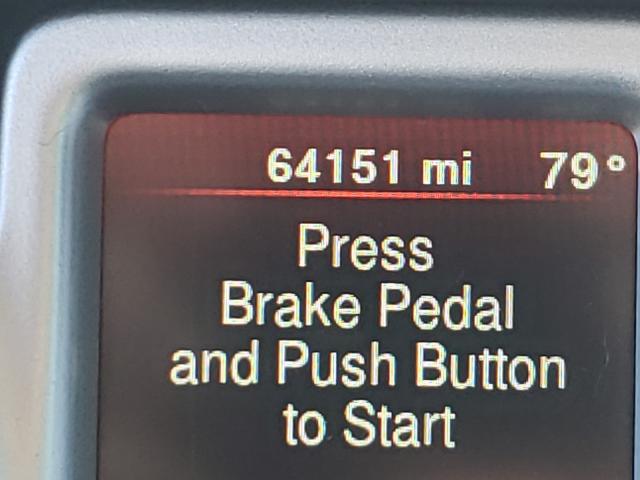 64151 mi 79°
Press
Brake Pedal
and Push Button
to Start